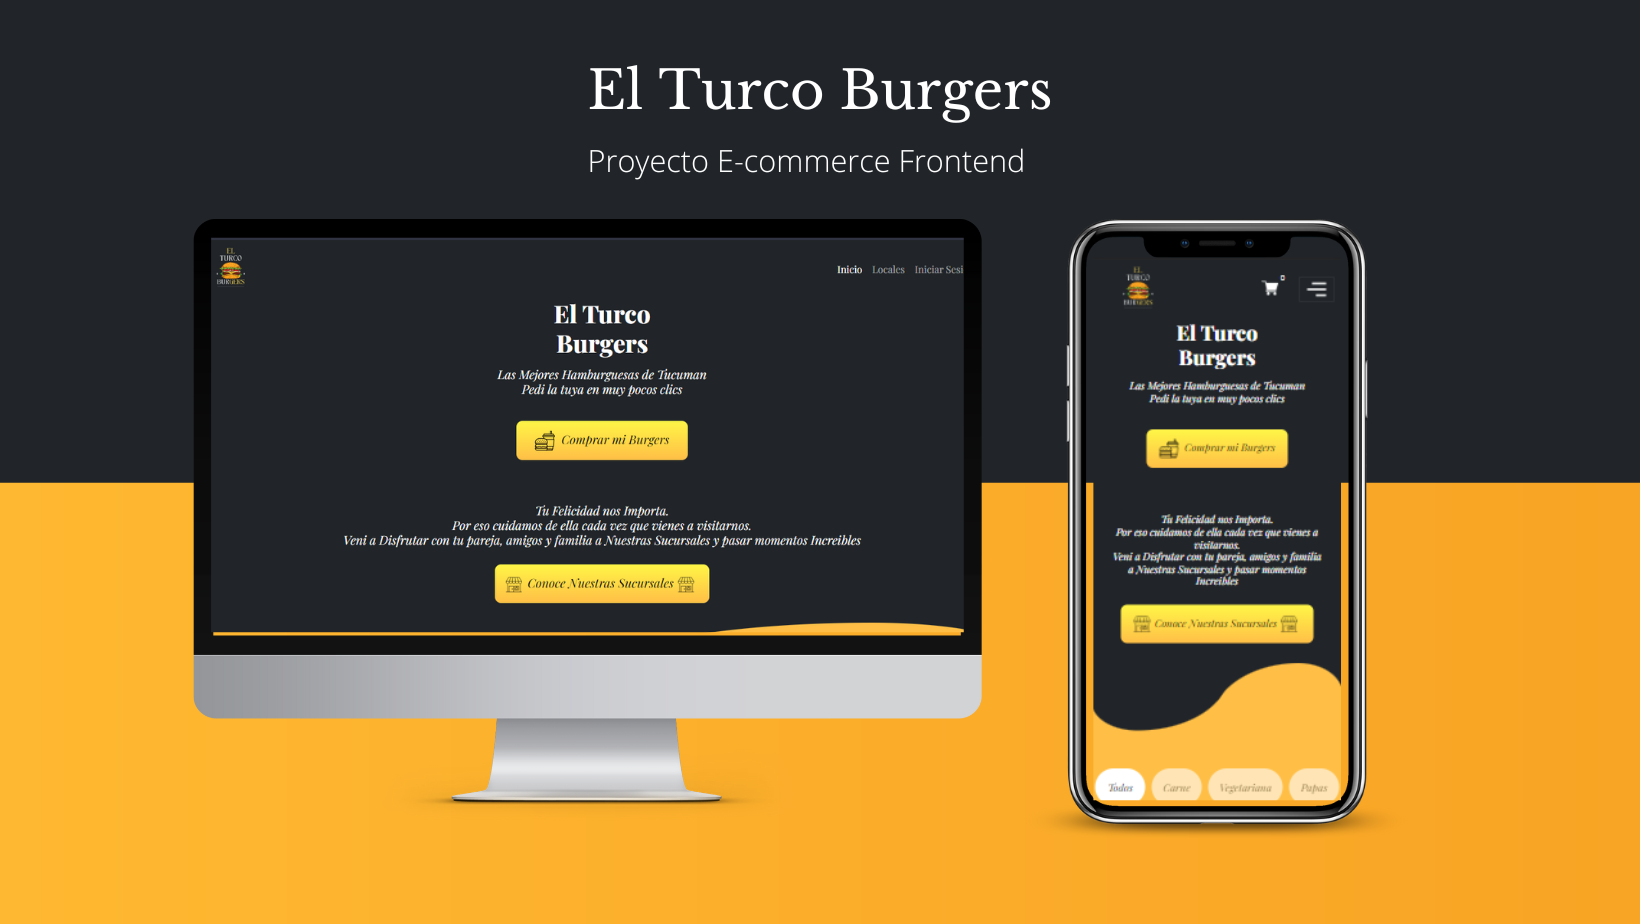 El Turco Burgers
Proyecto E-commerce Frontend
EL
TURCO
BURGERS
Inicio Locales Iniciar Sesi
El Turco
Burgers
Las Mejores Hamburguesas de Tucuman
Pedi la tuya en muy pocos clics
Comprar mi Burgers
Tu Felicidad nos Importa.
Por eso cuidamos de ella cada vez que vienes a visitarnos.
Veni a Disfrutar con tu pareja, amigos y familia a Nuestras Sucursales y pasar momentos Increibles
Conoce Nuestras Sucursales
EL
TURCO
BURGERS
0
El Turco
Burgers
Las Mejores Hamburguesas de Tucuman
Pedi la tuya en muy pocos clics
Comprar mi Burgers
Tu Felicidad nos Importa.
Por eso cuidamos de ella cada vez que vienes a
visitarnos.
Veni a Disfrutar con tu pareja, amigos y familia
a Nuestras Sucursales y pasar momentos
Increibles
Conoce Nuestras Sucursales
Todos Carne Vegetariana Papas